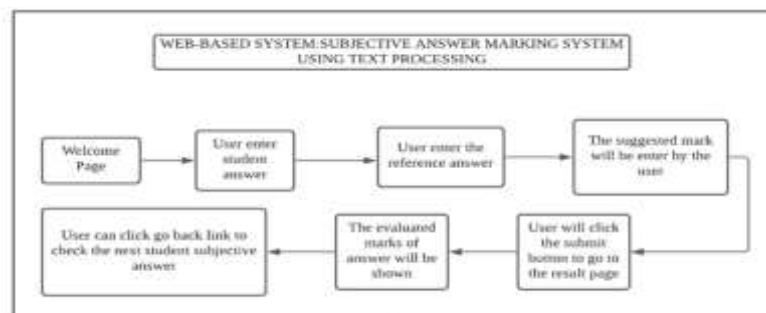 WEB-BASED SYSTEM:SUBJECTIVE ANSWER MARKING SYSTEM
USING TEXT PROCESSING
Welcome
Page
User enter
student
answer
User enter the
reference answer
The suggested mark
will be enter by the
user
User will click
the submit
button to go to
the result page
The evaluated
marks of
answer will be
shown
User can click go back link to
check the next student subjective
answer